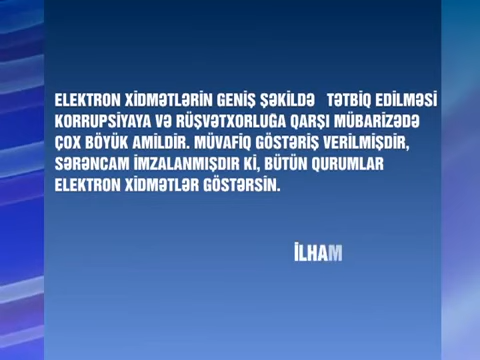 ELEKTRON XİDMƏTLƏRİN GENİŞ ŞƏKİLDƏ TƏTBİQ EDİLMƏSİ
KORRUPSİYAYA VƏ RÜŞVƏTXORLUGA QARŞI MÜBARİZƏDƏ
ÇOX BÖYÜK AMİLDİR. MÜVAFİQ GÖSTƏRİŞ VERİLMİŞDİR,
SƏRƏNCAM İMZALANMIŞDIR Kİ, BÜTÜN QURUMLAR
ELEKTRON XİDMƏTLƏR GÖSTƏRSİN.
İLHAM